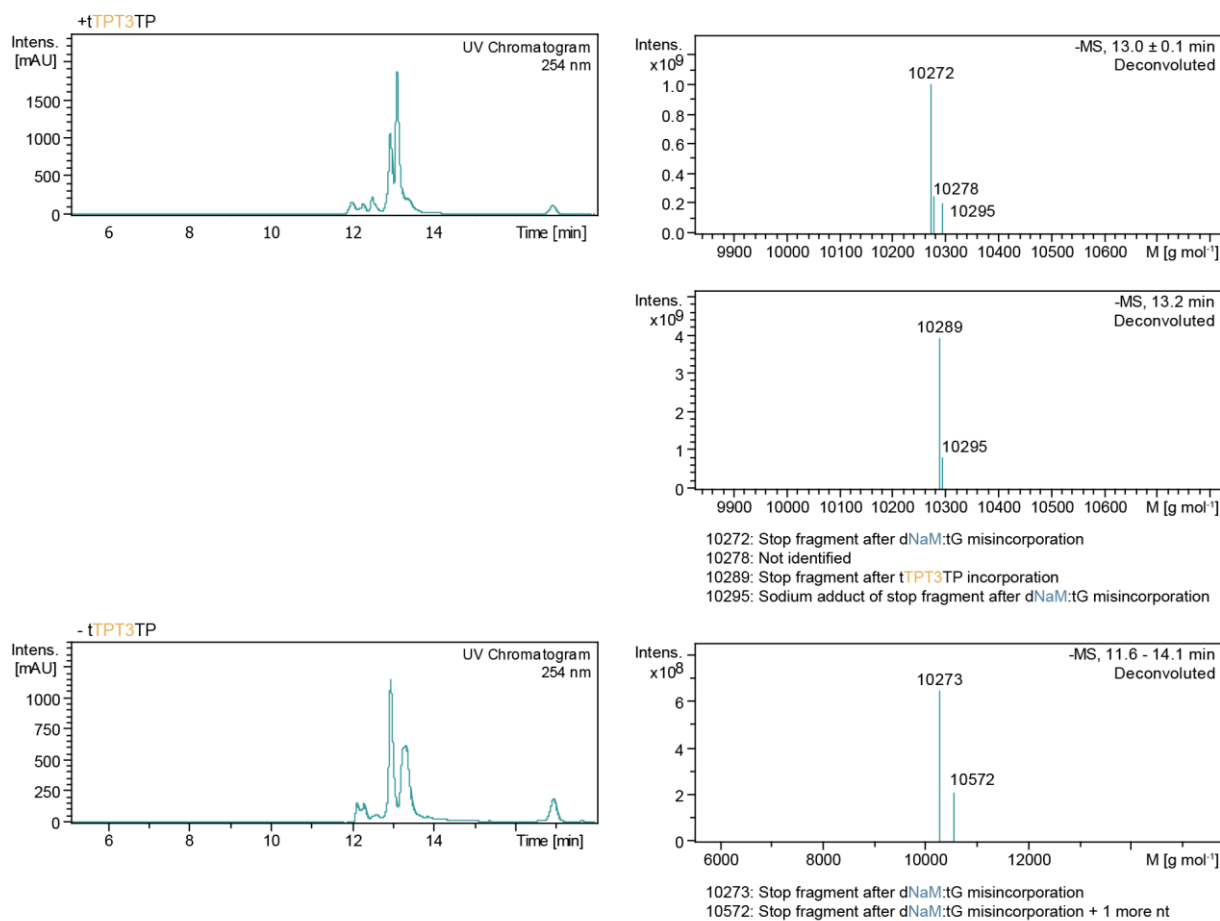 +tTPT3TP
Intens.
[mAU]
UV Chromatogram
254 nm
1500
1000
500
0
6 8 10 12 14 Time [min]
Intens.
x10⁹
-MS, 13.0 ± 0.1 min
Deconvoluted
10272
10278
10295
1.0
0.8
0.6
0.4
0.2
0.0
9900 10000 10100 10200 10300 10400 10500 10600 M [g mol⁻¹]
Intens.
x10⁹
-MS, 13.2 min
Deconvoluted
10289
10295
4
3
2
1
0
9900 10000 10100 10200 10300 10400 10500 10600 M [g mol⁻¹]
10272: Stop fragment after dNaM:tG misincorporation
10278: Not identified
10289: Stop fragment after tTPT3TP incorporation
10295: Sodium adduct of stop fragment after dNaM:tG misincorporation
- tTPT3TP
Intens.
[mAU]
UV Chromatogram
254 nm
1000
750
500
250
0
6 8 10 12 14 Time [min]
Intens.
x10⁸
-MS, 11.6 - 14.1 min
Deconvoluted
10273
10572
6
4
2
0
6000 8000 10000 12000 M [g mol⁻¹]
10273: Stop fragment after dNaM:tG misincorporation
10572: Stop fragment after dNaM:tG misincorporation + 1 more nt